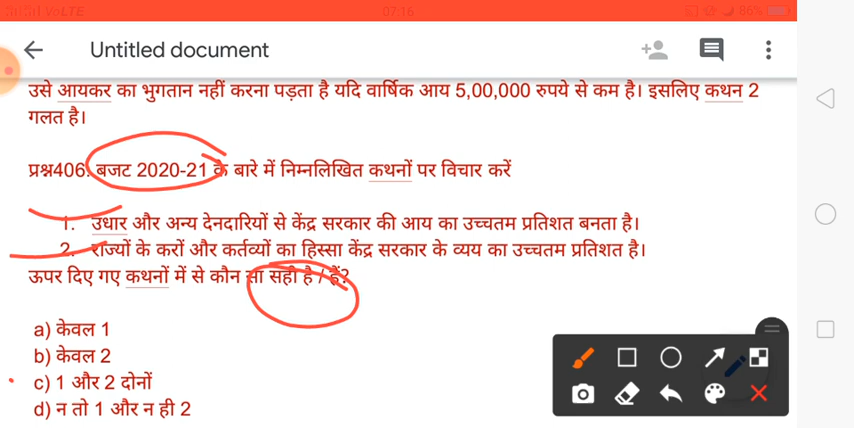 VoLTE 07:16 86%
Untitled document
उसे आयकर का भुगतान नहीं करना पड़ता है यदि वार्षिक आय 5,00,000 रुपये से कम है। इसलिए कथन 2
गलत है।
प्रश्न406. बजट 2020-21 के बारे में निम्नलिखित कथनों पर विचार करें
1. उधार और अन्य देनदारियों से केंद्र सरकार की आय का उच्चतम प्रतिशत बनता है।
2. राज्यों के करों और कर्तव्यों का हिस्सा केंद्र सरकार के व्यय का उच्चतम प्रतिशत है।
ऊपर दिए गए कथनों में से कौन सा सही है / हैं?
a) केवल 1
b) केवल 2
c) 1 और 2 दोनों
d) न तो 1 और न ही 2